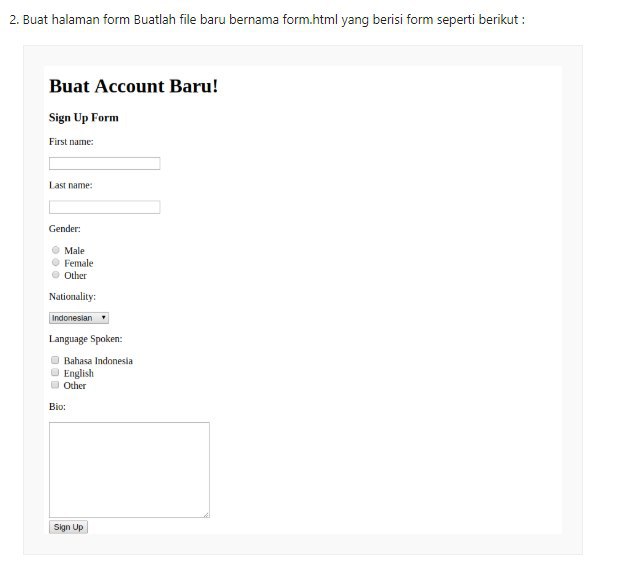 2. Buat halaman form Buatlah file baru bernama form.html yang berisi form seperti berikut :
Buat Account Baru!
Sign Up Form
First name:
Last name:
Gender:
Male
Female
Other
Nationality:
Indonesian
Language Spoken:
Bahasa Indonesia
English
Other
Bio:
Sign Up